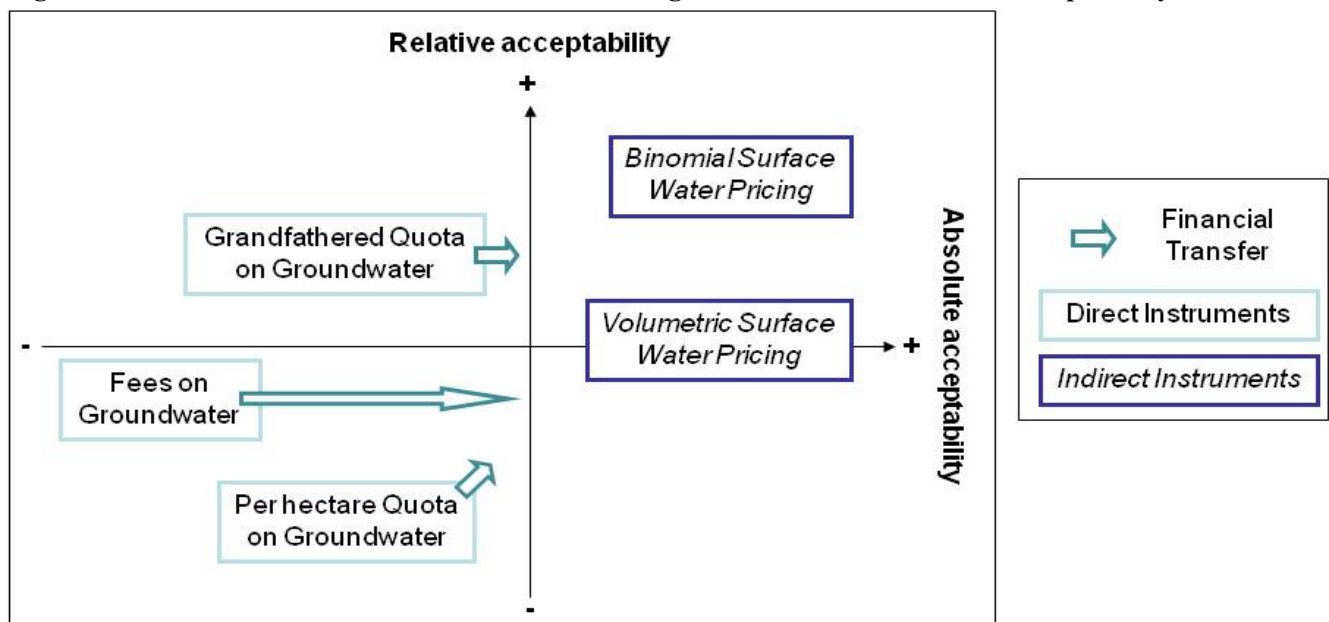 Relative acceptability
+
Binomial Surface
Water Pricing
Grandfathered Quota
on Groundwater
Volumetric Surface
Water Pricing
-
+
Absolute acceptability
Fees on
Groundwater
Per hectare Quota
on Groundwater
-
Financial
Transfer
Direct Instruments
Indirect Instruments